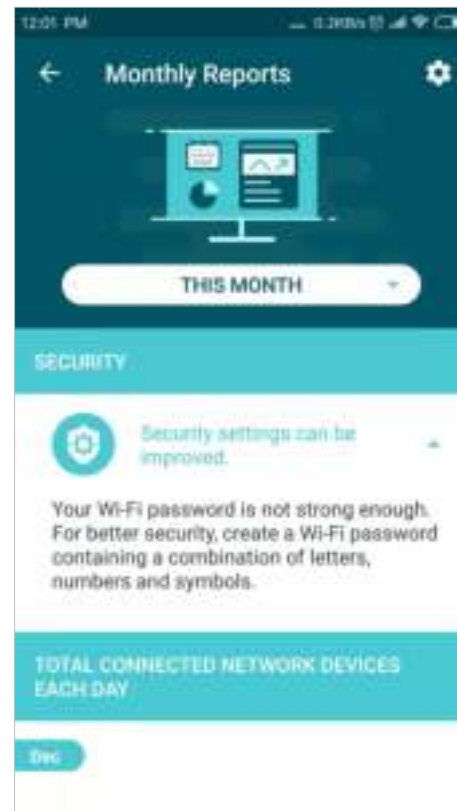 12:01 PM
Monthly Reports
THIS MONTH
SECURITY
Security settings can be
improved.
Your Wi-Fi password is not strong enough.
For better security, create a Wi-Fi password
containing a combination of letters,
numbers and symbols.
TOTAL CONNECTED NETWORK DEVICES
EACH DAY
Dec